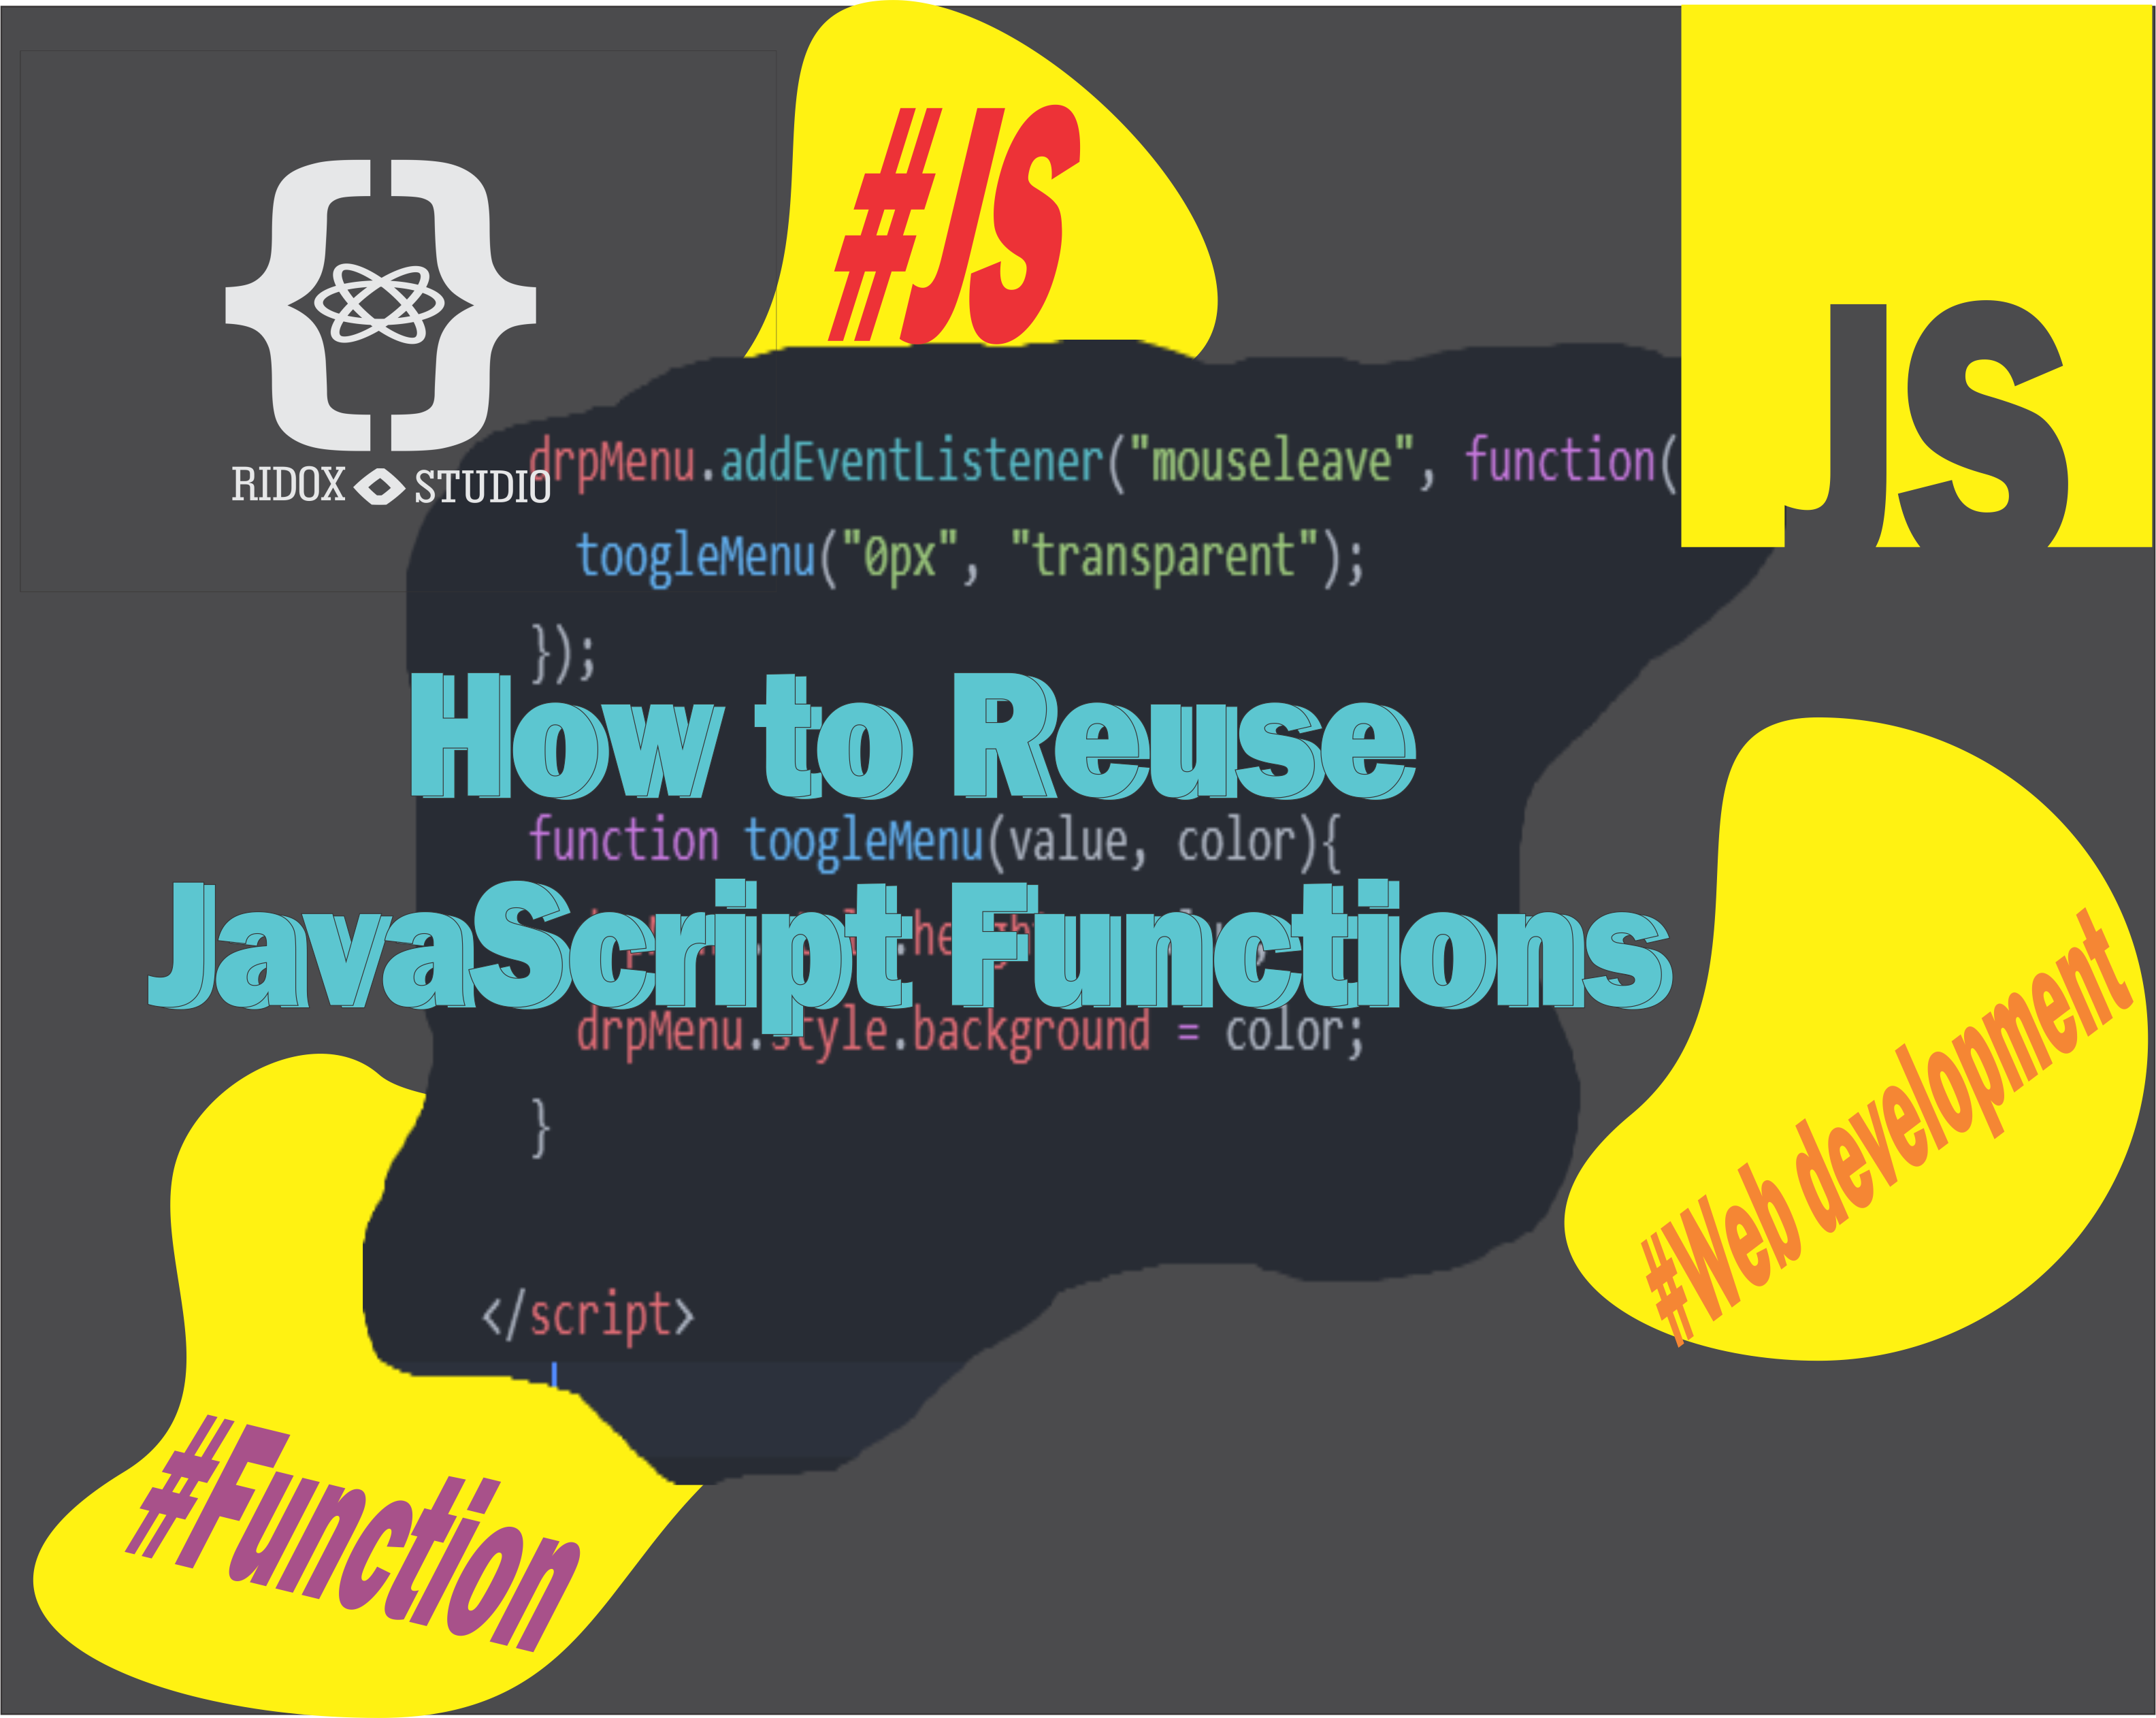 #JS
JS
RIDOX STUDIO
drpMenu.addEventListener("mouseleave", function(
toogleMenu("0px", "transparent");
});
How to Reuse
function toogleMenu(value, color){
JavaScript Functions
drpMenu.style.background = color;
}
</script>
#Web development
#Function